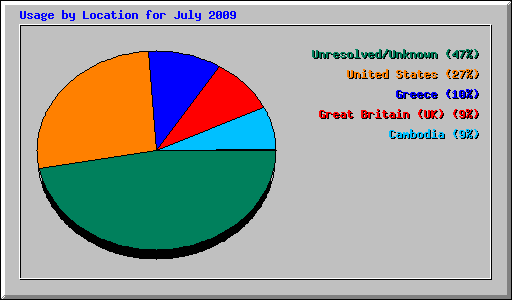 Usage by Location for July 2009
Unresolved/Unknown (47%)
United States (27%)
Greece (10%)
Great Britain (UK) (9%)
Cambodia (9%)